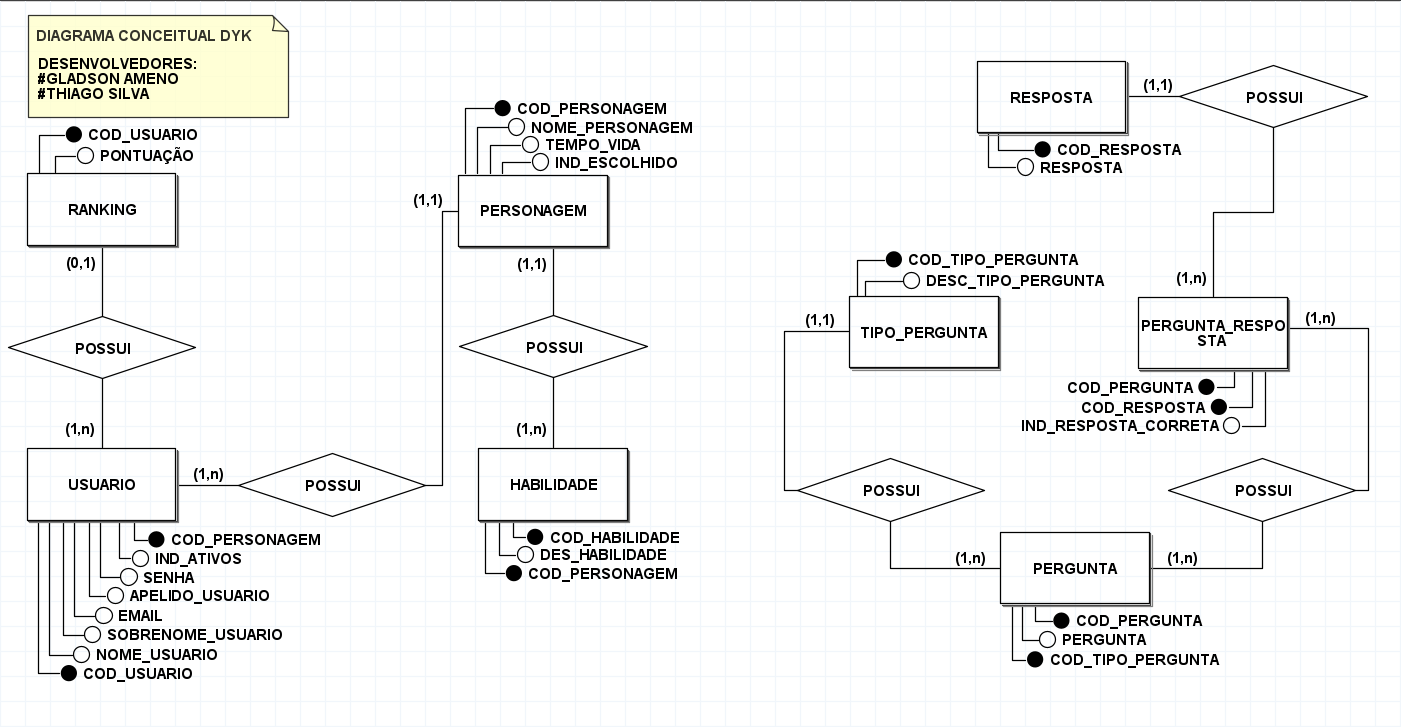 DIAGRAMA CONCEITUAL DYK
DESENVOLVEDORES:
#GLADSON AMENO
#THIAGO SILVA
COD_USUARIO
PONTUAÇÃO
RANKING
(0,1)
POSSUI
(1,n)
USUARIO
(1,n)
POSSUI
(1,1)
COD_PERSONAGEM
IND_ATIVOS
SENHA
APELIDO_USUARIO
EMAIL
SOBRENOME_USUARIO
NOME_USUARIO
COD_USUARIO
COD_PERSONAGEM
NOME_PERSONAGEM
TEMPO_VIDA
IND_ESCOLHIDO
PERSONAGEM
(1,1)
POSSUI
(1,n)
HABILIDADE
COD_HABILIDADE
DES_HABILIDADE
COD_PERSONAGEM
RESPOSTA
(1,1)
POSSUI
COD_RESPOSTA
RESPOSTA
(1,n)
COD_TIPO_PERGUNTA
DESC_TIPO_PERGUNTA
(1,1)
TIPO_PERGUNTA
PERGUNTA_RESPO
STA
(1,n)
COD_PERGUNTA
COD_RESPOSTA
IND_RESPOSTA_CORRETA
POSSUI
POSSUI
(1,n)
PERGUNTA
(1,n)
COD_PERGUNTA
PERGUNTA
COD_TIPO_PERGUNTA